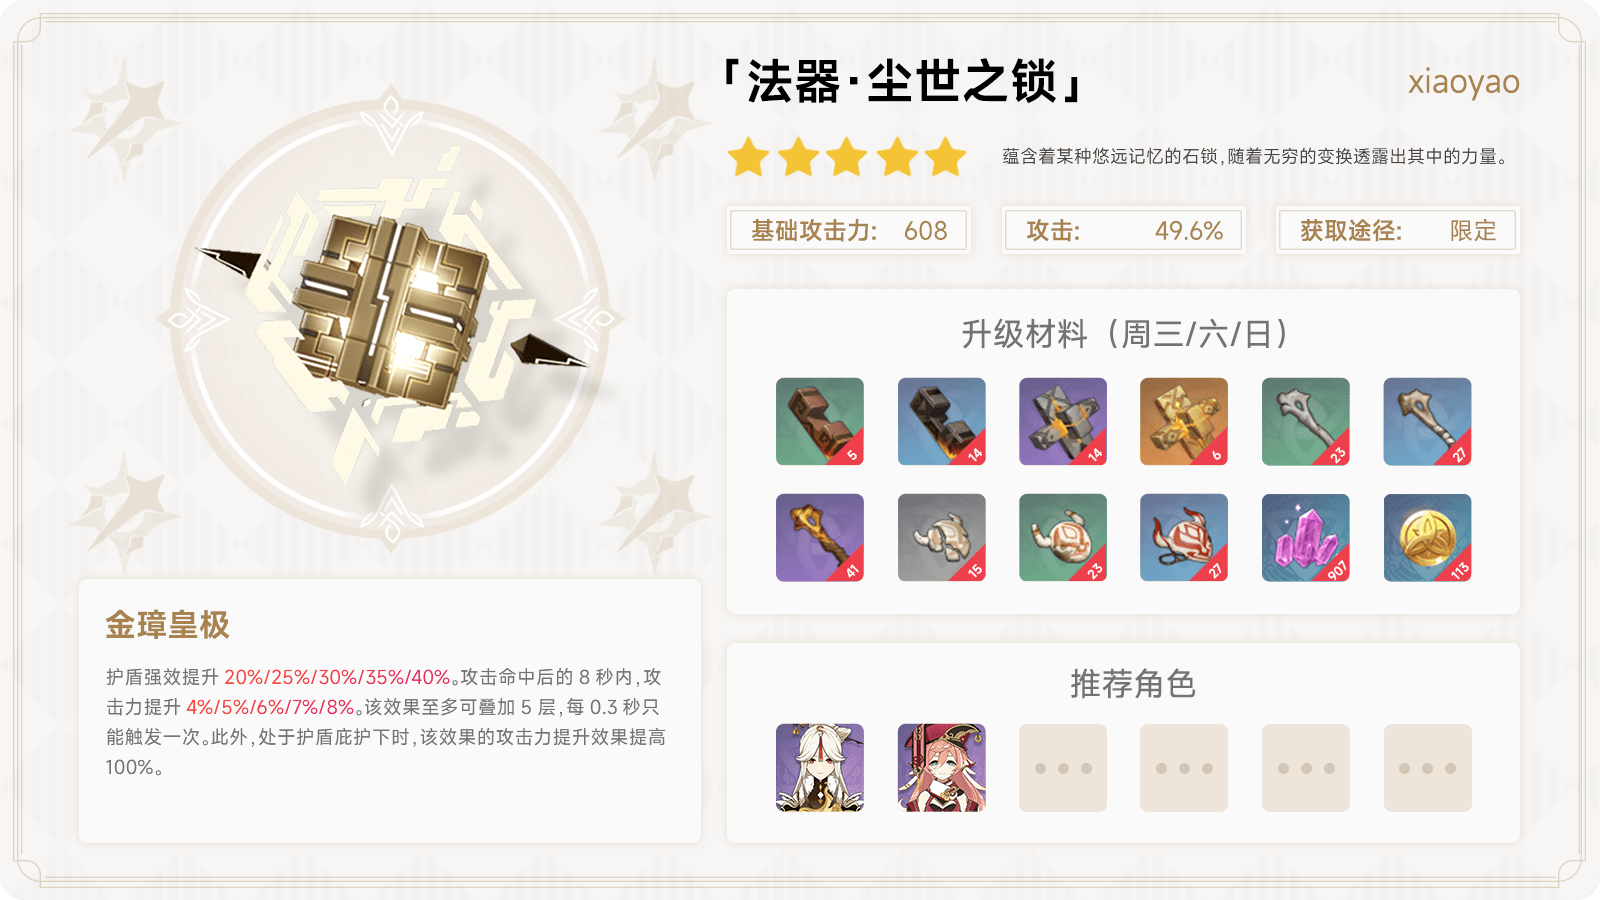 「法器·尘世之锁」
xiaoyao
蕴含着某种悠远记忆的石锁,随着无穷的变换透露出其中的力量。
基础攻击力: 608
攻击: 49.6%
获取途径: 限定
升级材料（周三/六/日）
5 14 14 6 23 27
41 15 23 27 907 113
金璋皇极
护盾强效提升 20%/25%/30%/35%/40%。攻击命中后的 8 秒内,攻
击力提升 4%/5%/6%/7%/8%。该效果至多可叠加 5 层,每 0.3 秒只
能触发一次。此外,处于护盾庇护下时,该效果的攻击力提升效果提高
100%。
推荐角色